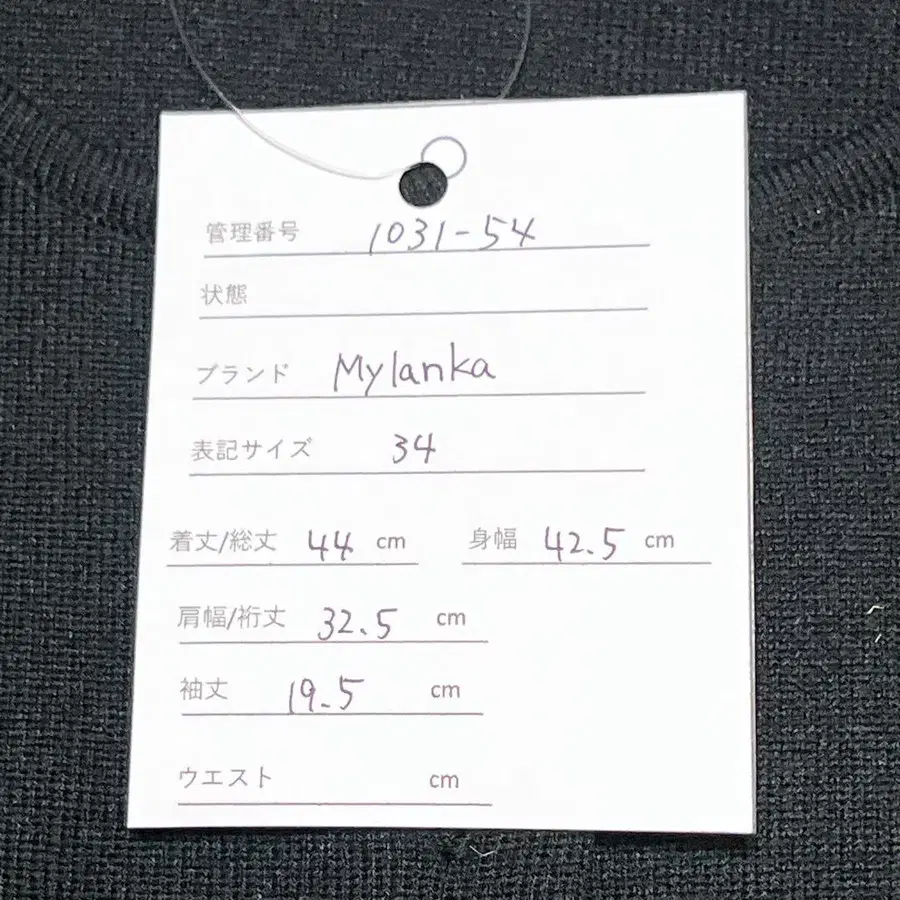 管理番号 1031-54
状態
ブランド Mylanka
表記サイズ 34
着丈/総丈 44 cm 身幅 42.5 cm
肩幅/裄丈 32.5 cm
袖丈 19.5 cm
ウエスト cm